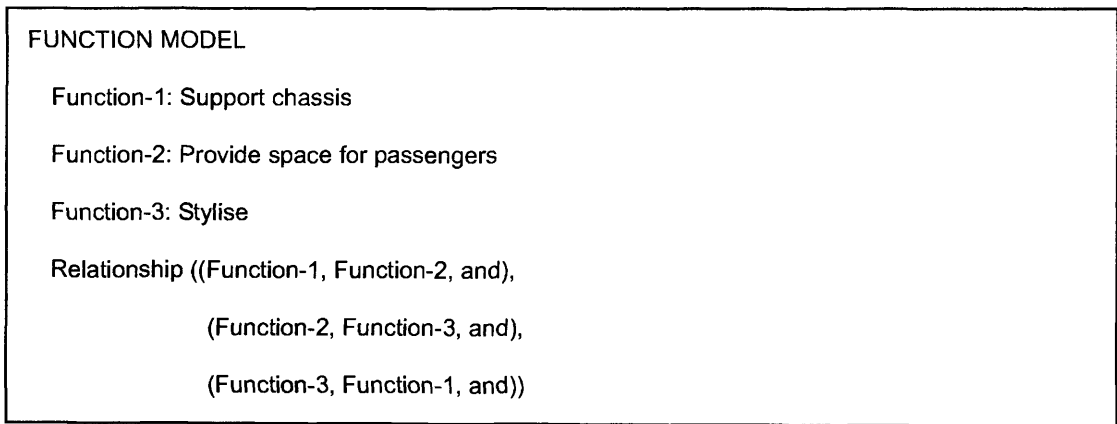 FUNCTION MODEL
Function-1: Support chassis
Function-2: Provide space for passengers
Function-3: Stylise
Relationship ((Function-1, Function-2, and),
(Function-2, Function-3, and),
(Function-3, Function-1, and))